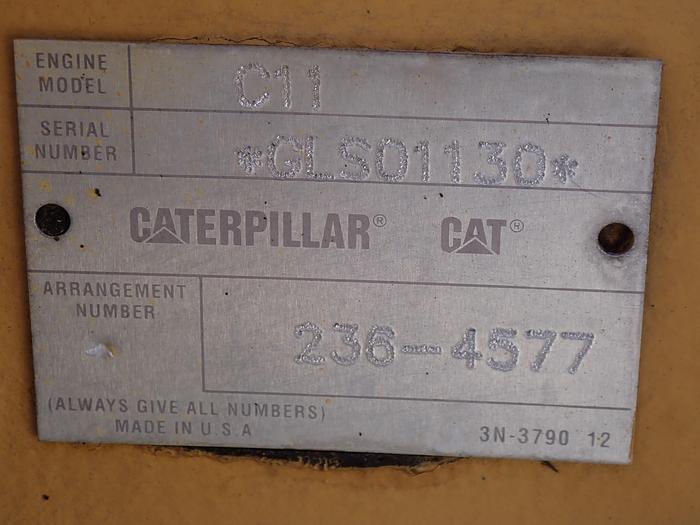 ENGINE MODEL C11
SERIAL NUMBER *GLS01130*
CATERPILLAR® CAT®
ARRANGEMENT NUMBER 236-4577
(ALWAYS GIVE ALL NUMBERS)
MADE IN U.S.A 3N-3790 12